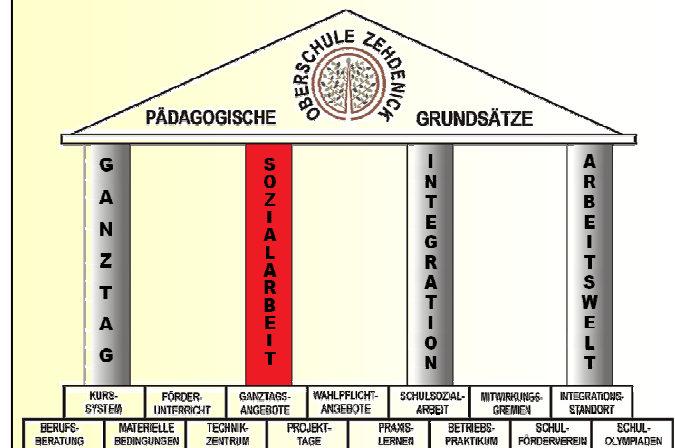 OBERSCHULE ZEHDENICK
PÄDAGOGISCHE GRUNDSÄTZE
GANZTAG
SOZIALARBEIT
INTEGRATION
ARBEITSWELT
KURS-
SYSTEM
FÖRDER-
UNTERRICHT
GANZTAGS-
ANGEBOTE
WAHLPFLICHT-
ANGEBOTE
SCHULSOZIAL-
ARBEIT
MITWIRKUNGS-
GREMIEN
INTEGRATIONS-
STANDORT
BERUFS-
BERATUNG
MATERIELLE
BEDINGUNGEN
TECHNIK-
ZENTRUM
PROJEKT-
TAGE
PRAXIS-
LERNEN
BETRIEBS-
PRAKTIKUM
SCHUL-
FÖRDERVEREIN
SCHUL-
OLYMPIADEN